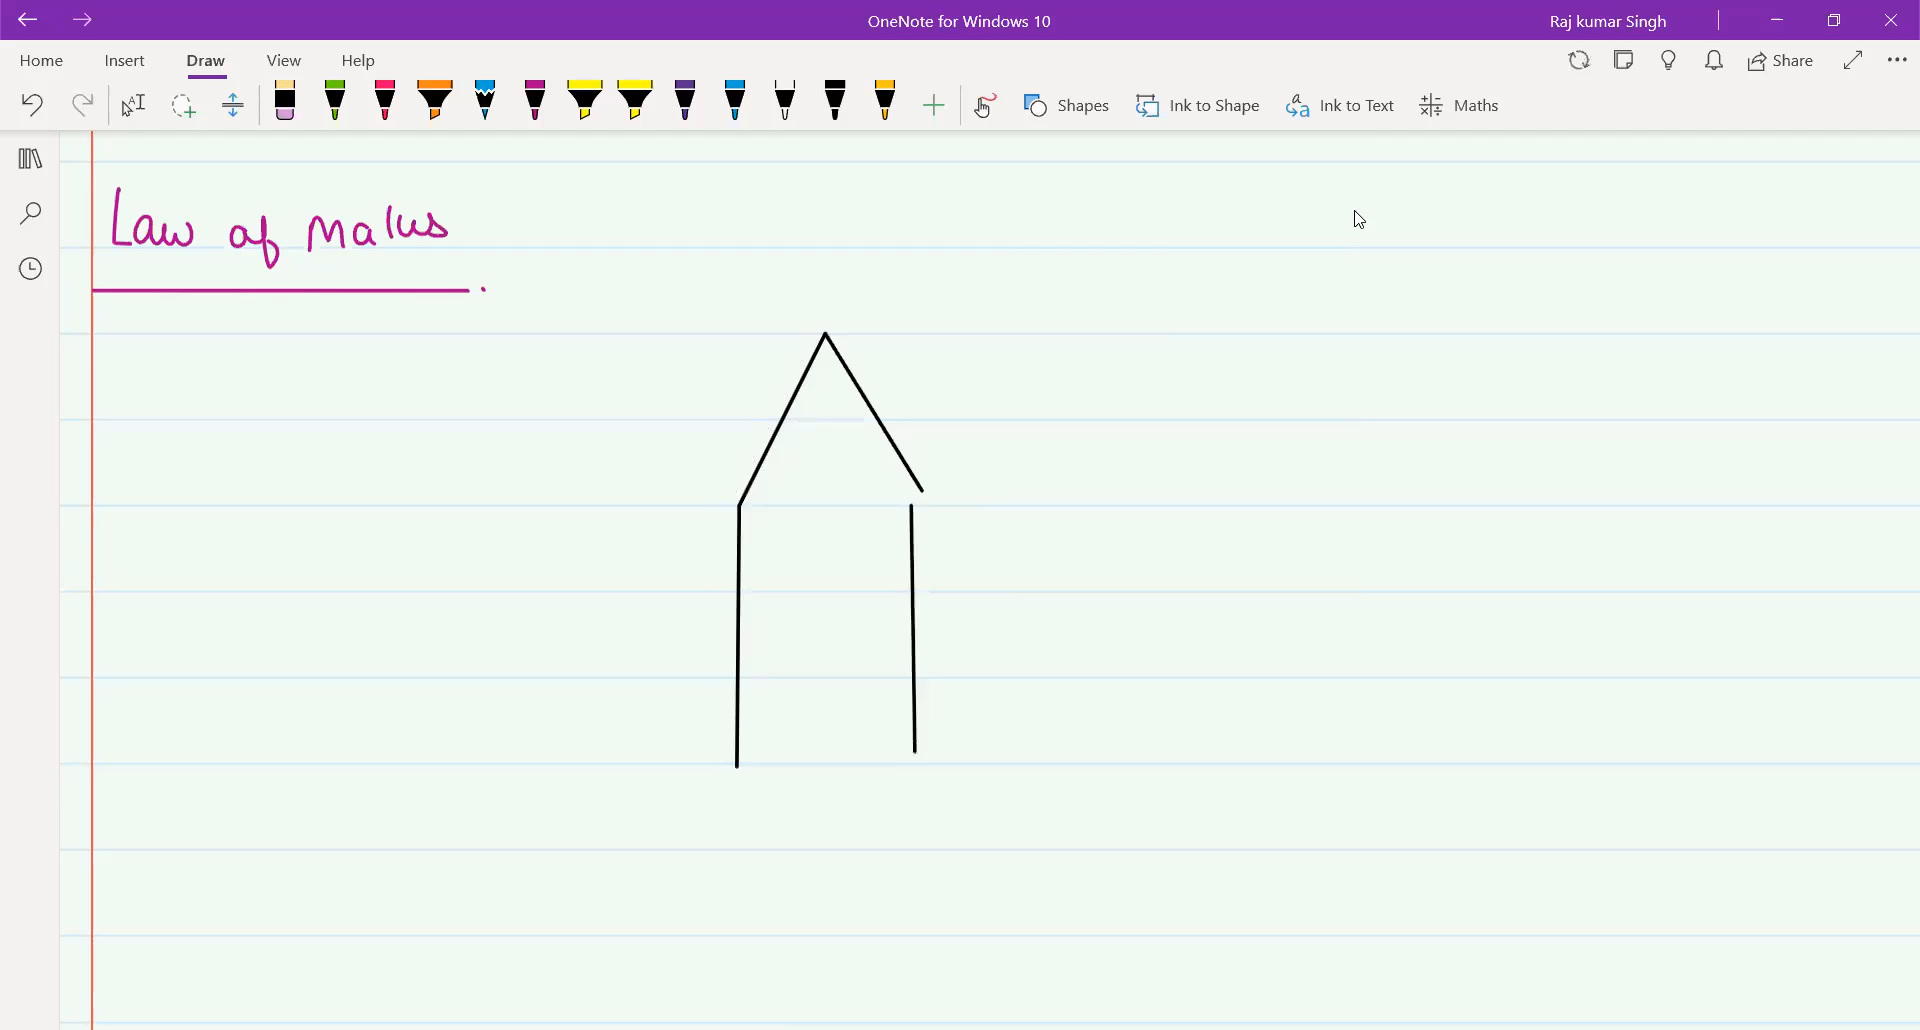 OneNote for Windows 10
Raj kumar Singh
Home Insert Draw View Help
Share
Shapes Ink to Shape Ink to Text Maths
Law of Malus